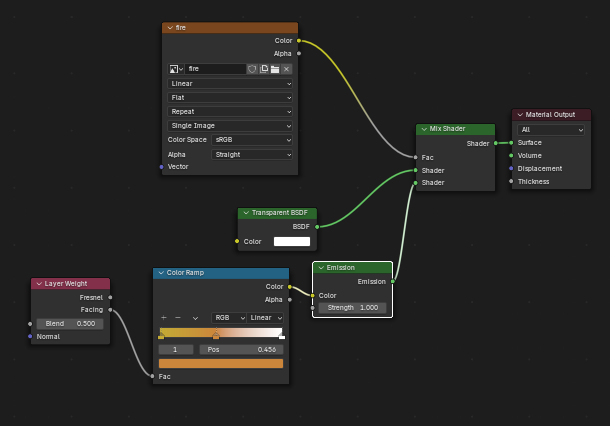 fire
Color
Alpha
fire
Linear
Flat
Repeat
Single Image
Color Space sRGB
Alpha Straight
Vector
Mix Shader
Shader
Fac
Shader
Shader
Material Output
All
Surface
Volume
Displacement
Thickness
Transparent BSDF
BSDF
Color
Emission
Emission
Color
Strength 1.000
Color Ramp
Color
Alpha
RGB Linear
1 Pos 0.456
Fac
Layer Weight
Fresnel
Facing
Blend 0.500
Normal